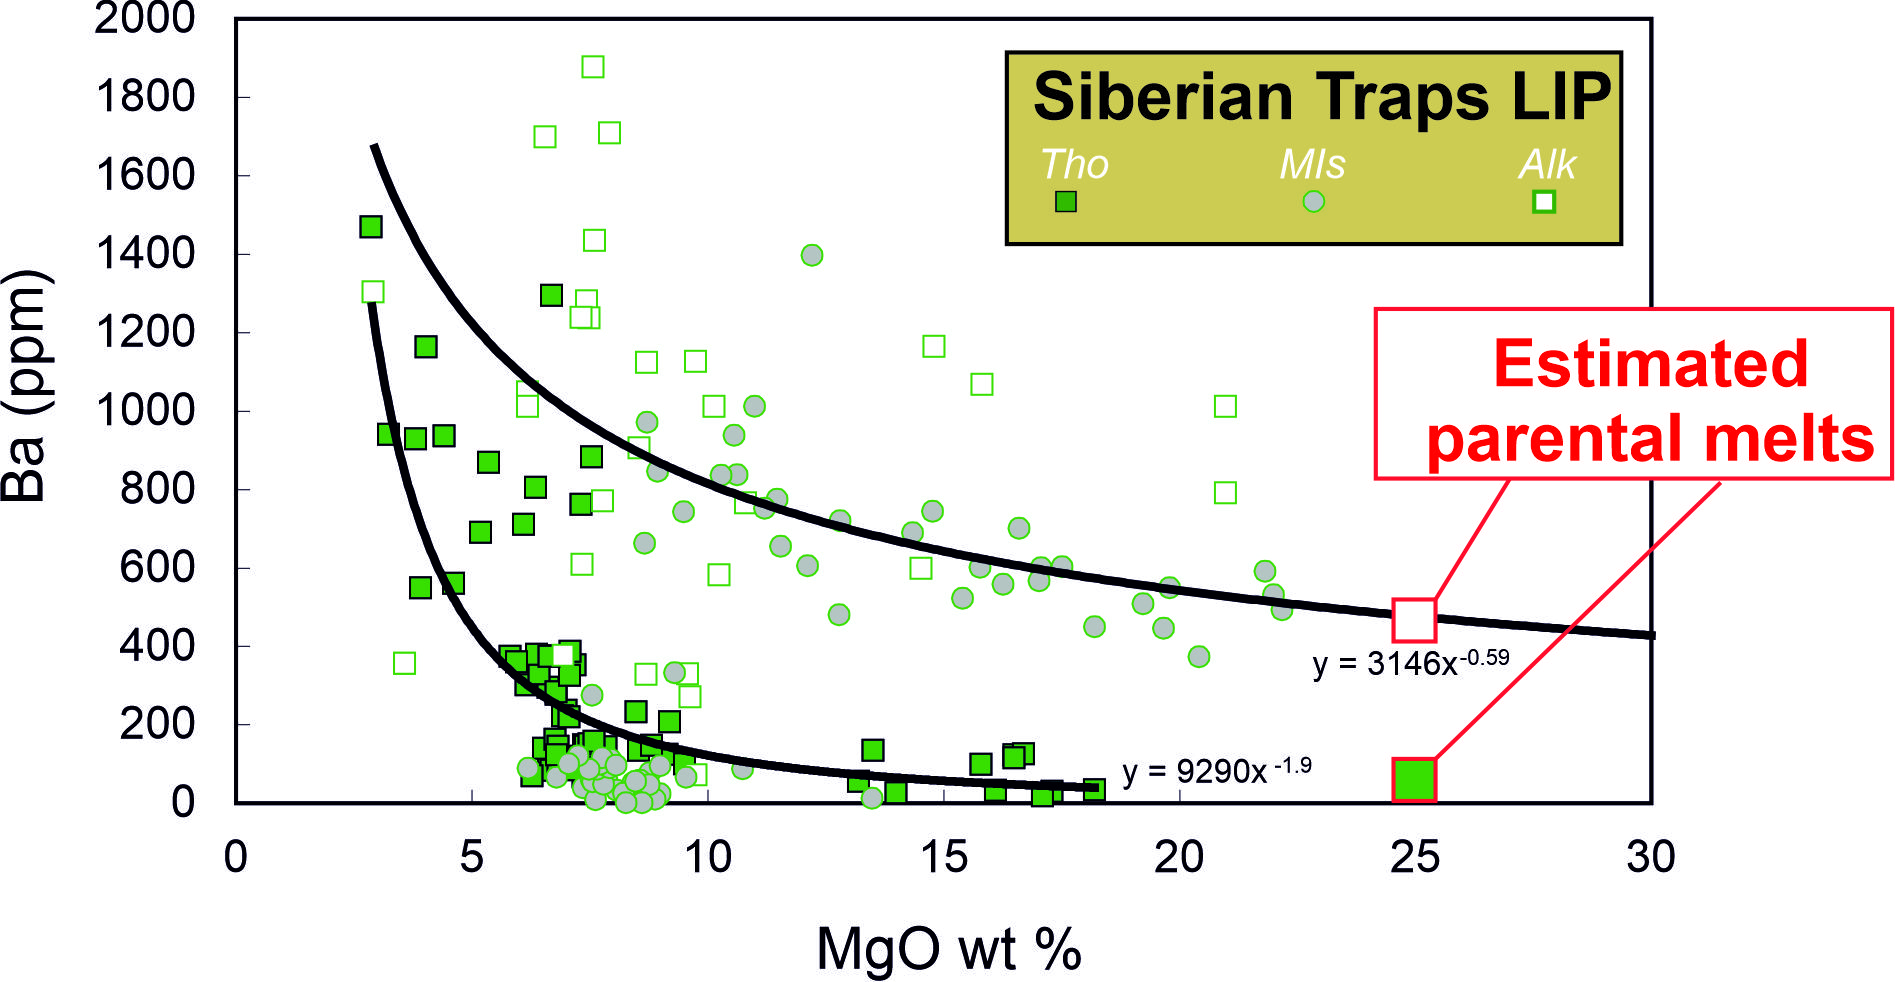 2000
1800
1600
1400
1200
1000
800
600
400
200
0
Ba (ppm)
Siberian Traps LIP
Tho MIs Alk
Estimated
parental melts
y = 3146x-0.59
y = 9290x -1.9
0 5 10 15 20 25 30
MgO wt %